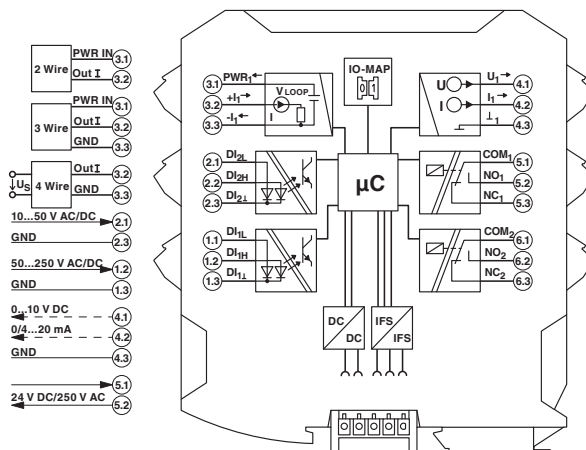 2 Wire
PWR IN 3.1
Out I 3.2
3 Wire
PWR IN 3.1
Out I 3.2
GND 3.3
US 4 Wire
Out I 3.2
GND 3.3
10...50 V AC/DC 2.1
GND 2.3
50...250 V AC/DC 1.2
GND 1.3
0...10 V DC 4.1
0/4...20 mA 4.2
GND 4.3
5.1
24 V DC/250 V AC 5.2
3.1 PWR1
3.2 +I1
3.3 -I1
VLOOP
I
IO-MAP
0 1
U
I
U1 4.1
I1 4.2
⊥1 4.3
2.1 DI2L
2.2 DI2H
2.3 DI2⊥
µC
COM1 5.1
NO1 5.2
NC1 5.3
1.1 DI1L
1.2 DI1H
1.3 DI1⊥
COM2 6.1
NO2 6.2
NC2 6.3
DC
DC
IFS
IFS